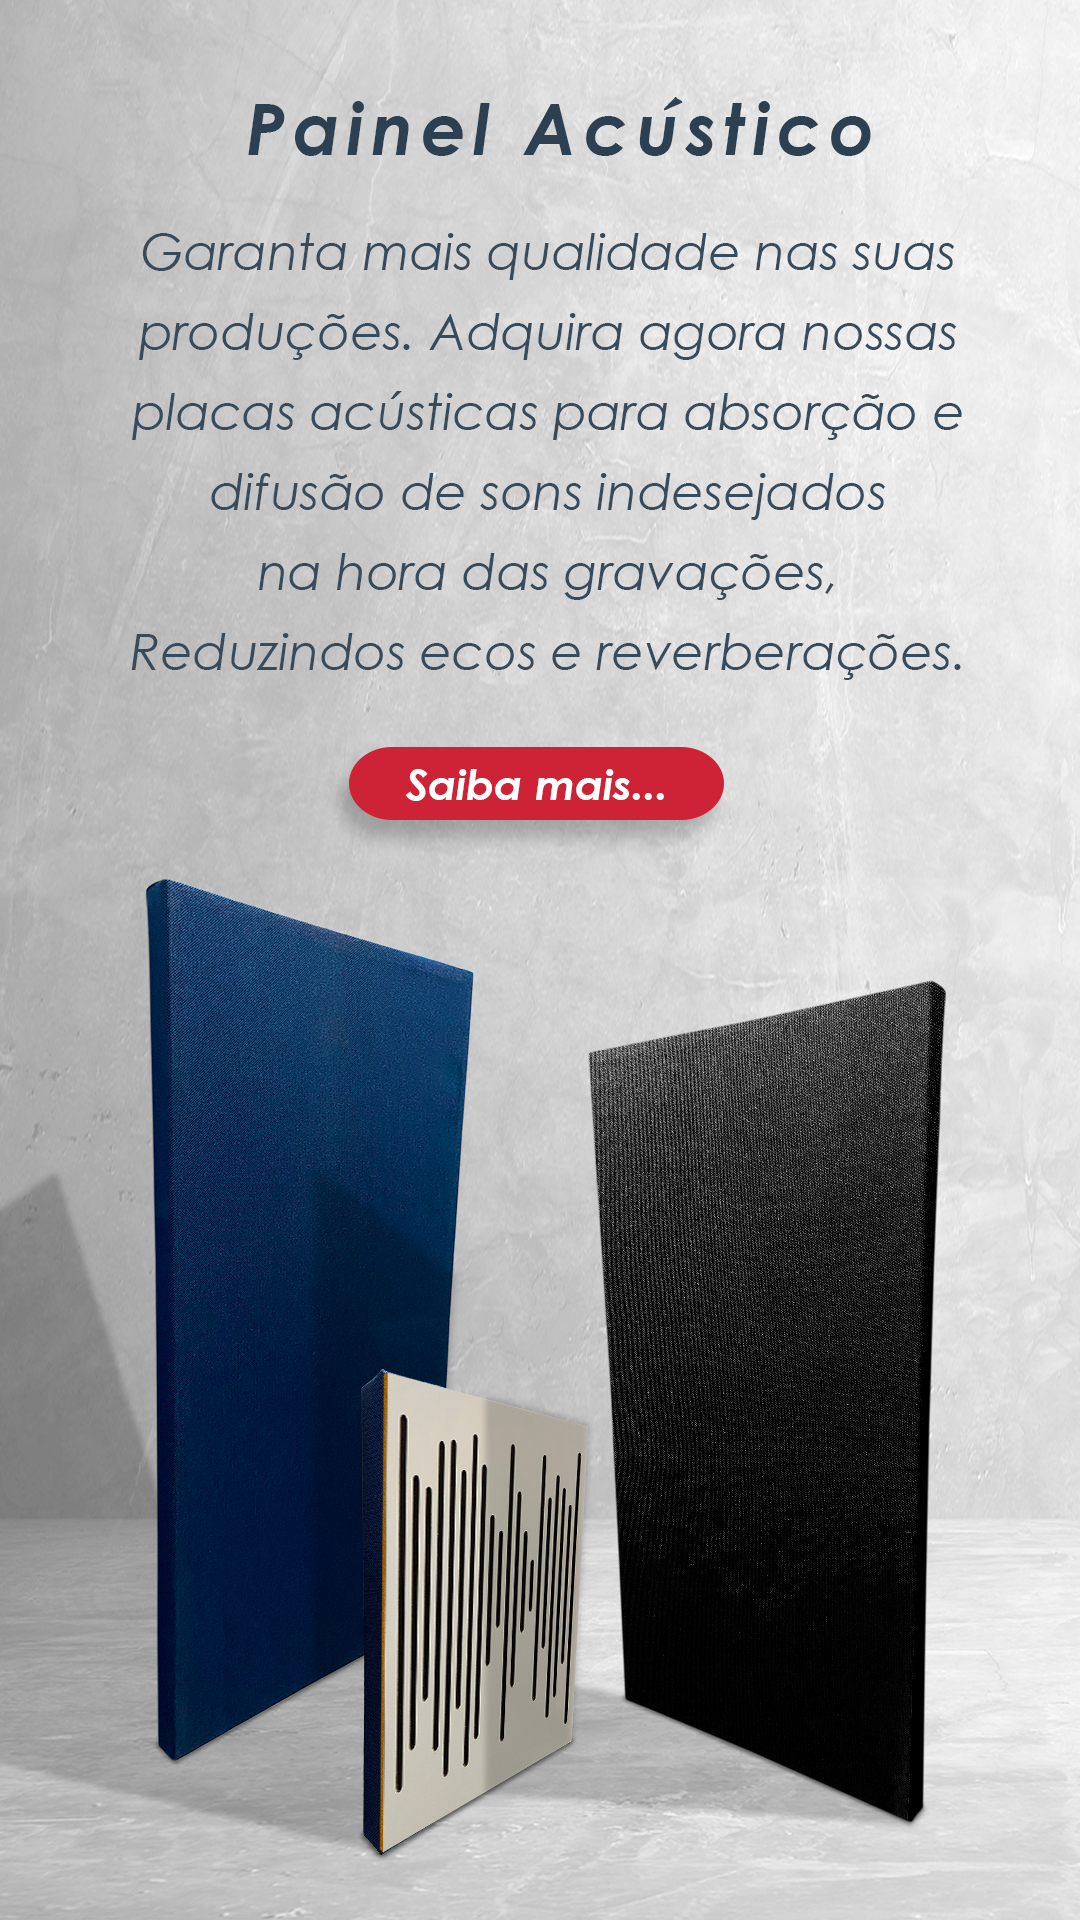 Painel Acústico
Garanta mais qualidade nas suas
produções. Adquira agora nossas
placas acústicas para absorção e
difusão de sons indesejados
na hora das gravações,
Reduzindos ecos e reverberações.
Saiba mais...